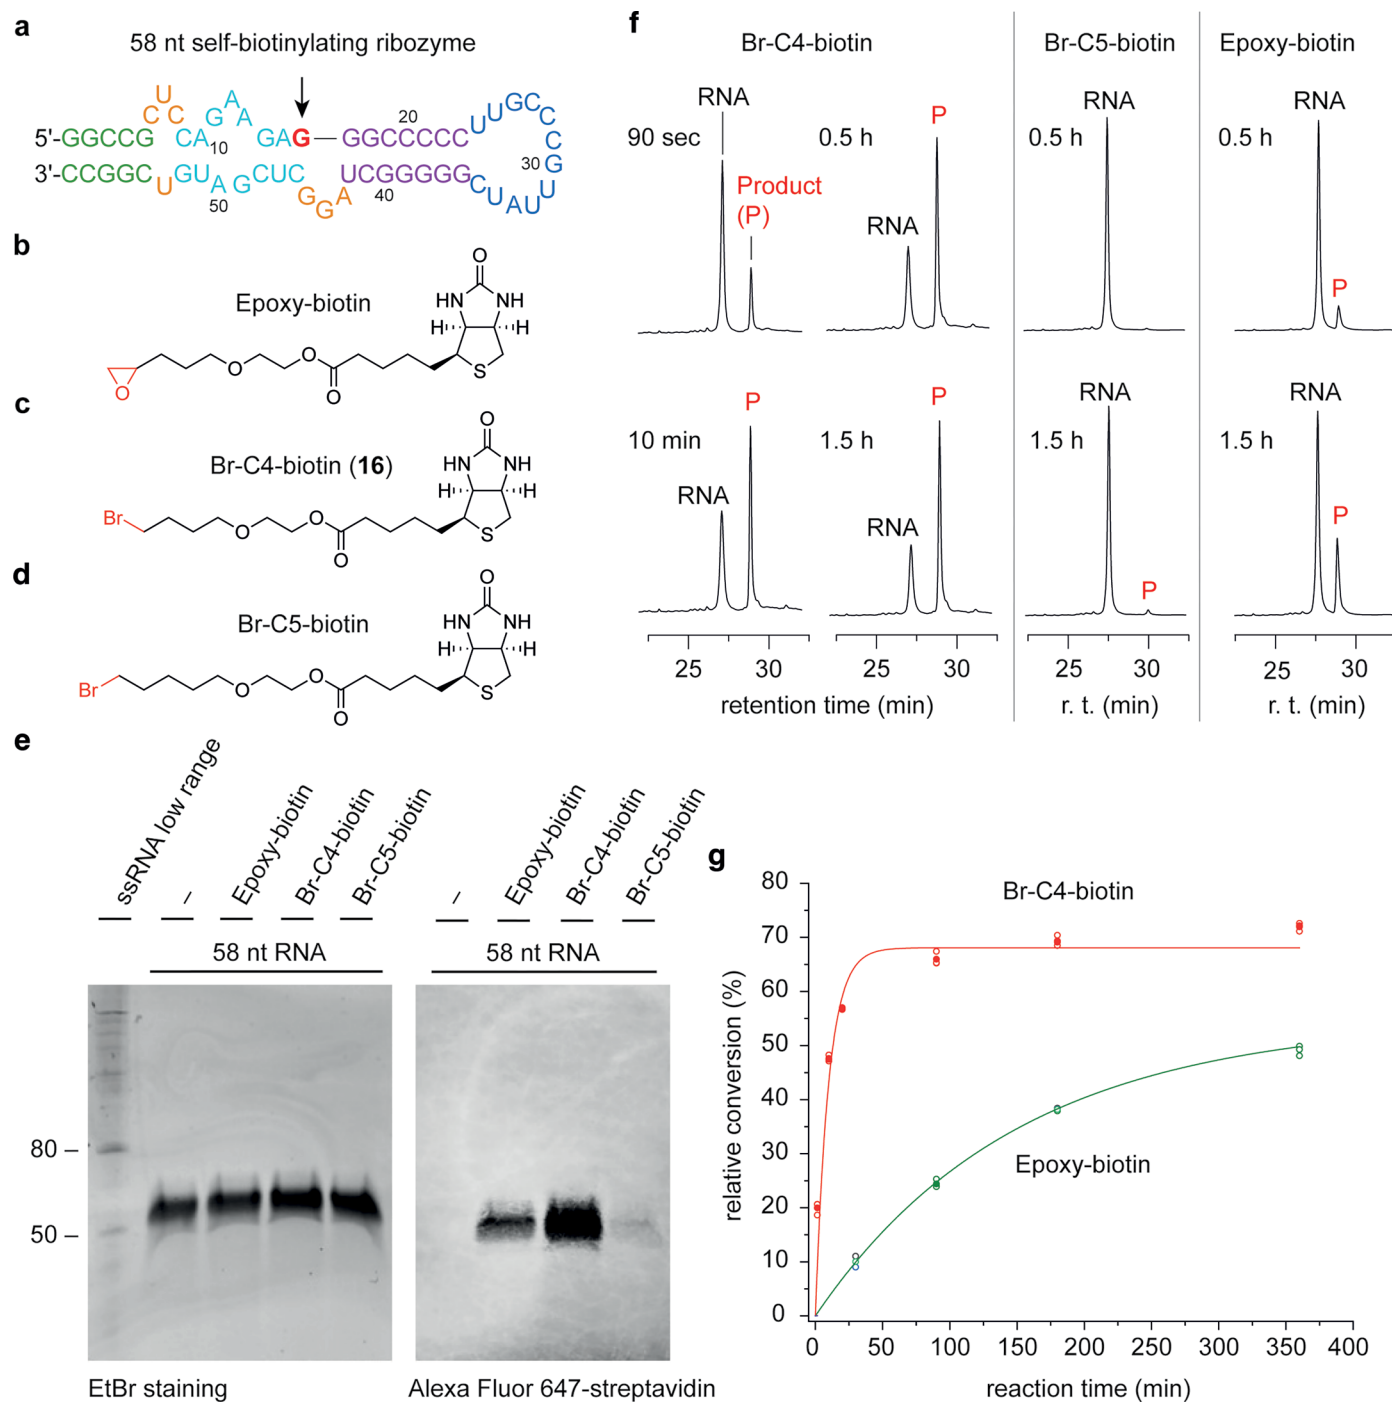 a
58 nt self-biotinylating ribozyme
5'-GGCCG CUC CA GAA GAG — GGCCCCC UUGCCC
10
20
G
30
3'-CCGGC U GUAGCUC GGA UCGGGGG CUAUU
50
40
b
Epoxy-biotin
O
HN NH
H H
O O O S
O
c
Br-C4-biotin (16)
O
HN NH
H H
Br O O O S
d
Br-C5-biotin
O
HN NH
H H
Br O O O S
e
ssRNA low range
–
Epoxy-biotin
Br-C4-biotin
Br-C5-biotin
–
Epoxy-biotin
Br-C4-biotin
Br-C5-biotin
58 nt RNA
58 nt RNA
80 –
50 –
EtBr staining
Alexa Fluor 647-streptavidin
f
Br-C4-biotin
Br-C5-biotin
Epoxy-biotin
90 sec
RNA
Product
(P)
0.5 h
RNA
P
0.5 h
RNA
0.5 h
RNA
P
10 min
RNA
P
1.5 h
RNA
P
1.5 h
RNA
P
1.5 h
RNA
P
25 30
25 30
25 30
25 30
retention time (min)
r. t. (min)
r. t. (min)
g
Br-C4-biotin
Epoxy-biotin
relative conversion (%)
80
70
60
50
40
30
20
10
0
0 50 100 150 200 250 300 350 400
reaction time (min)